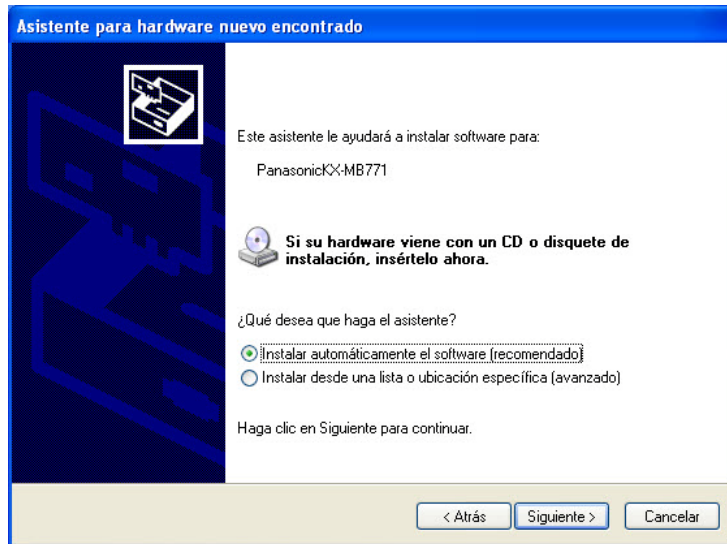 Asistente para hardware nuevo encontrado
Este asistente le ayudará a instalar software para:
PanasonicKX-MB771
Si su hardware viene con un CD o disquete de
instalación, insértelo ahora.
¿Qué desea que haga el asistente?
Instalar automáticamente el software (recomendado)
Instalar desde una lista o ubicación específica (avanzado)
Haga clic en Siguiente para continuar.
< Atrás
Siguiente >
Cancelar